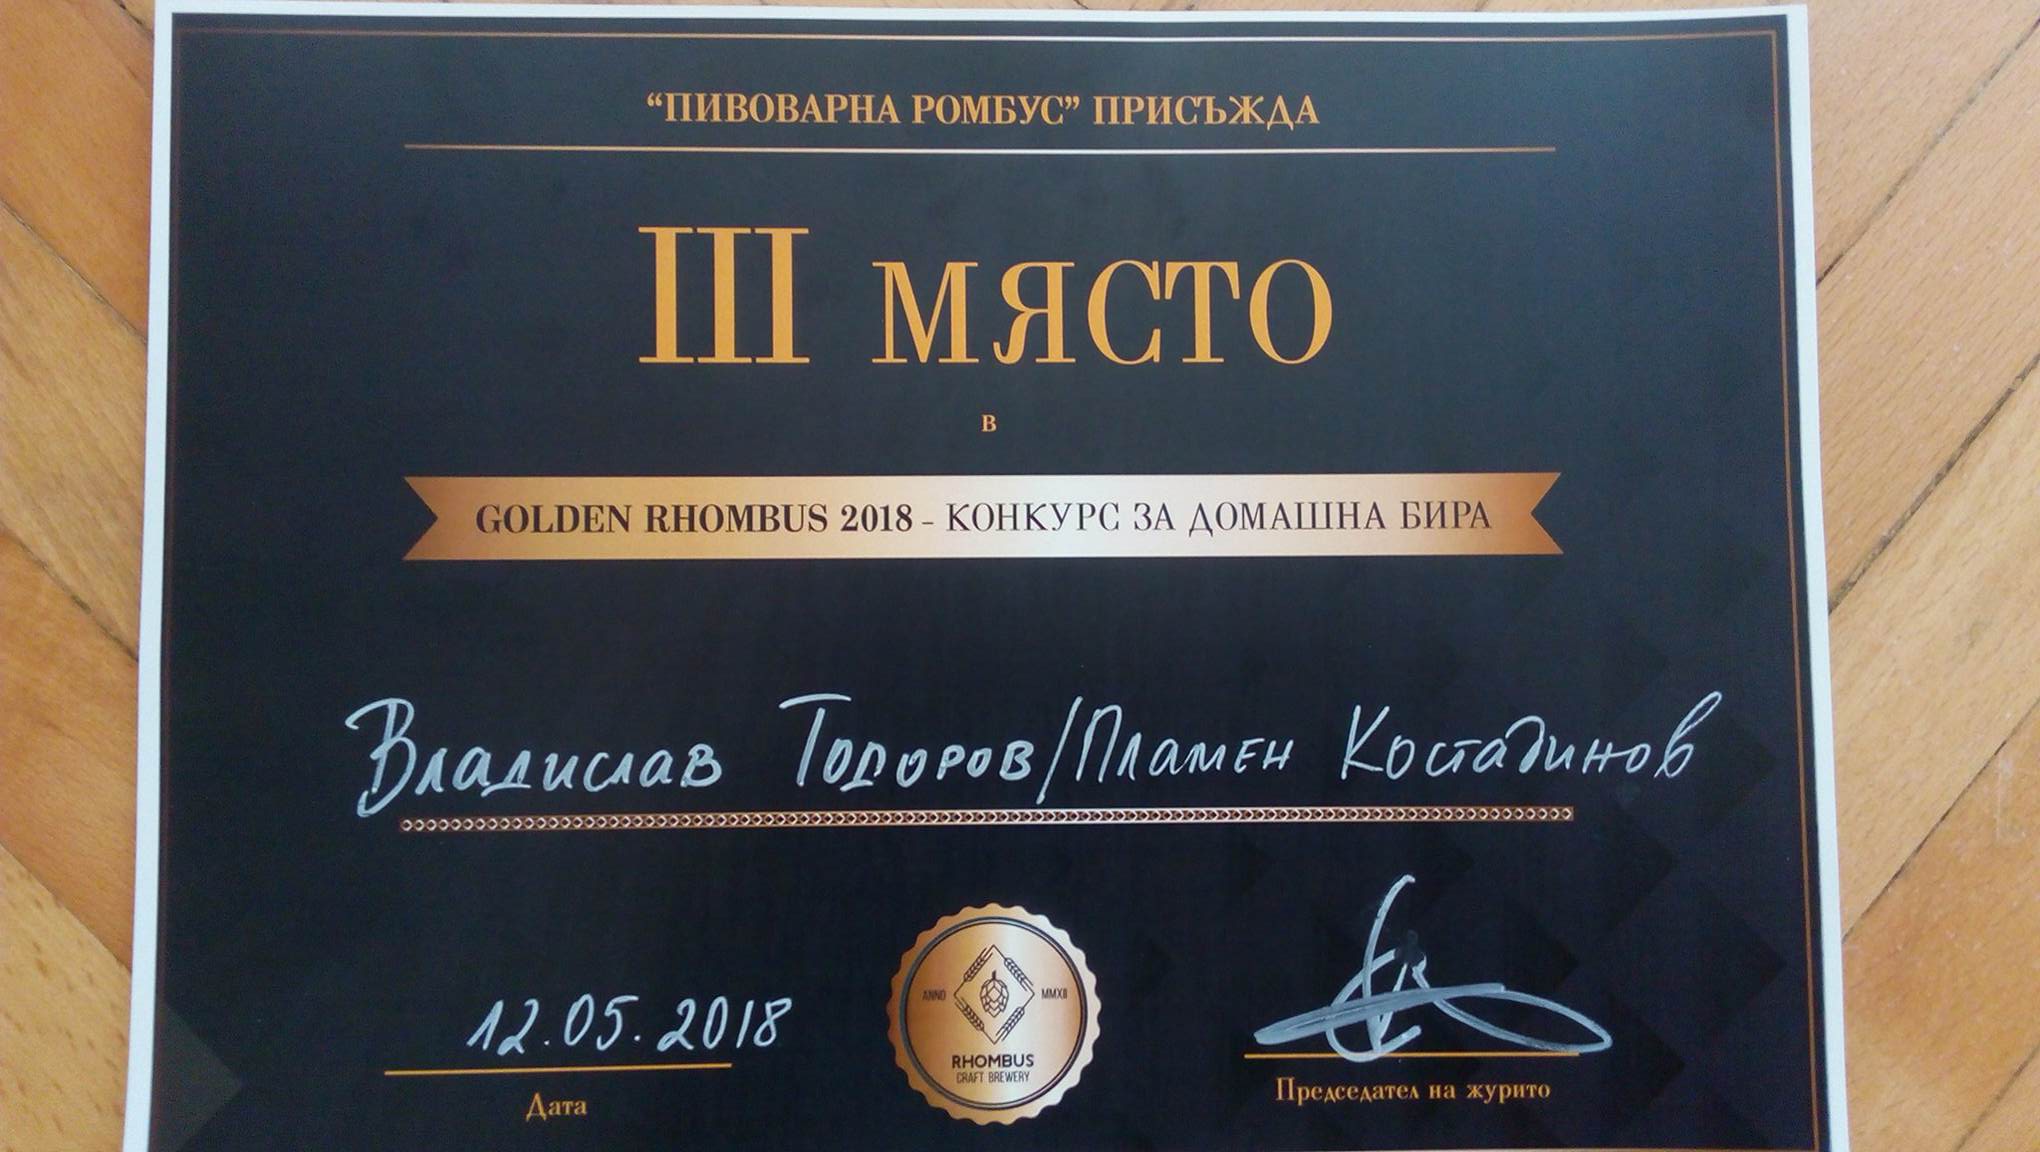 “ПИВОВАРНА РОМБУС” ПРИСЪЖДА
III МЯСТО
в
GOLDEN RHOMBUS 2018 - КОНКУРС ЗА ДОМАШНА БИРА
Владислав Тодоров/Пламен Костадинов
12.05.2018
Дата
ANNO MMXII
RHOMBUS
CRAFT BREWERY
Председател на журито